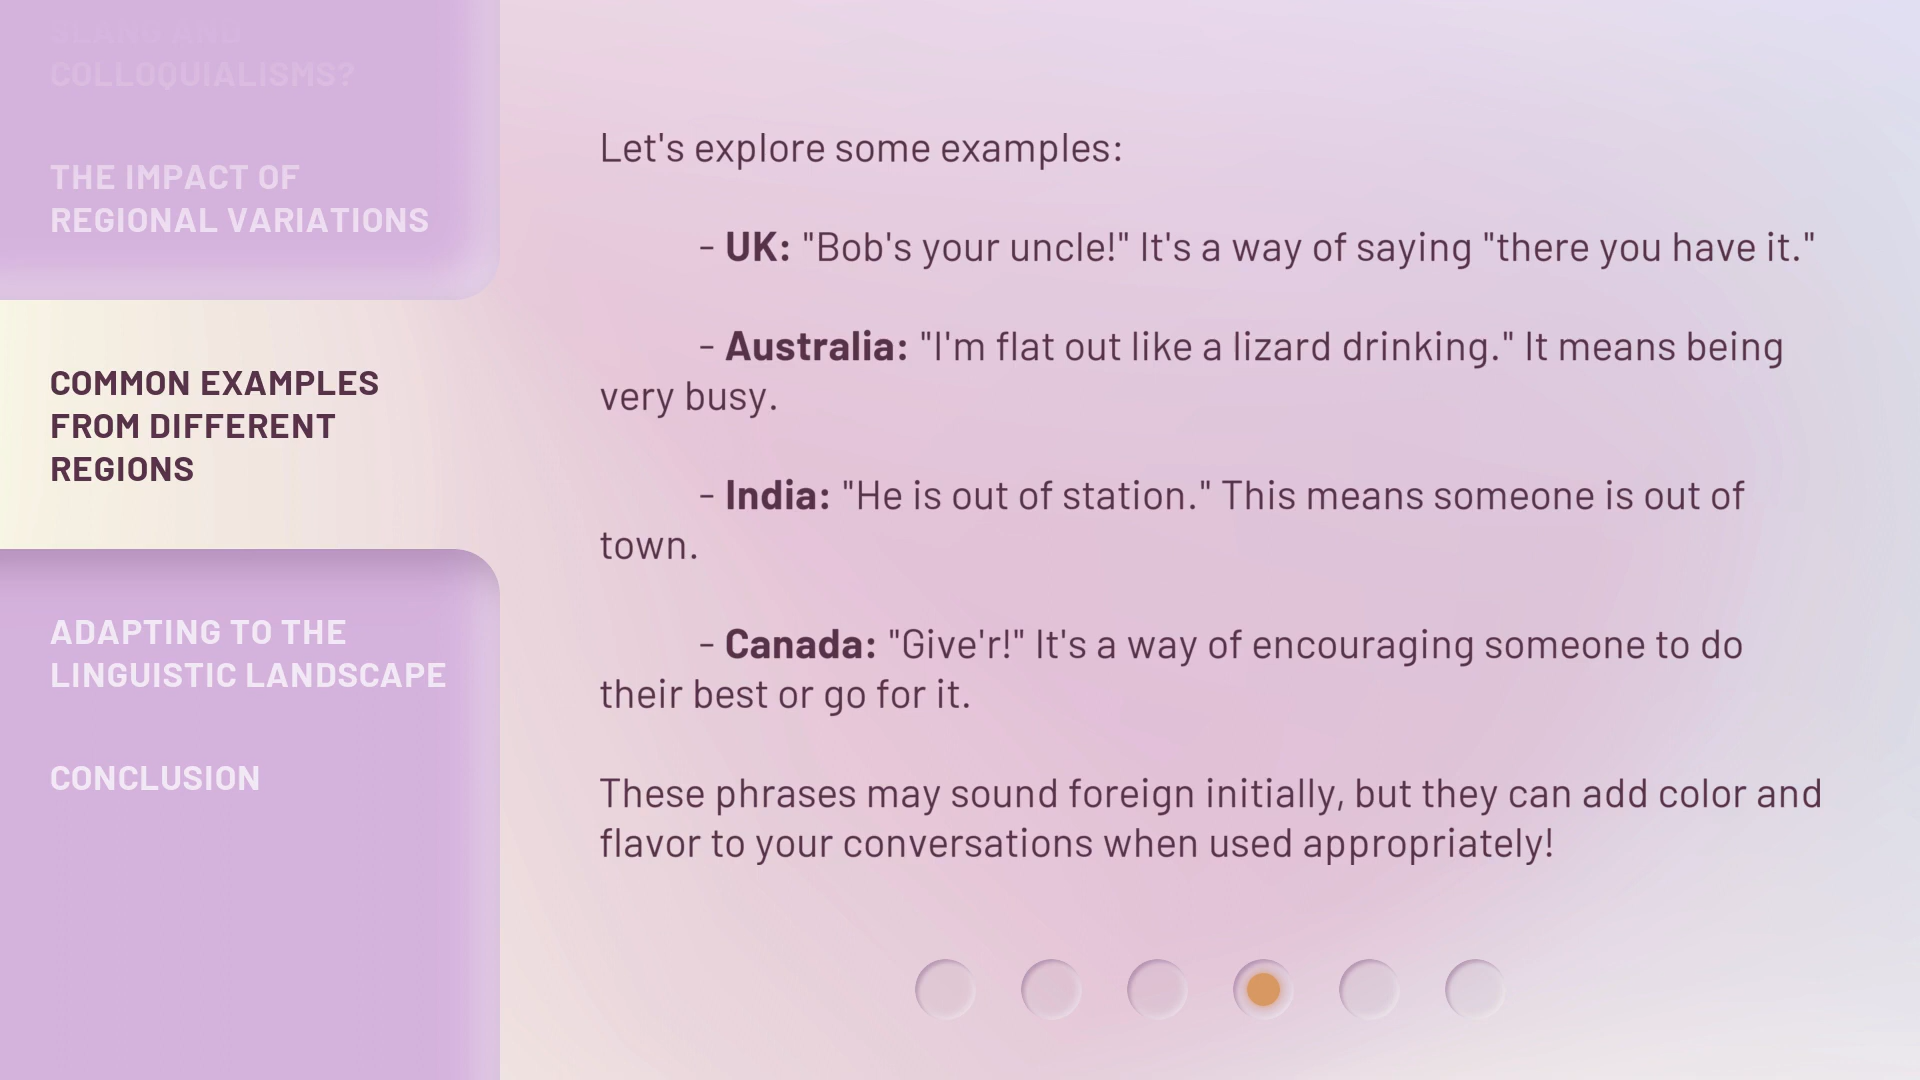 SLANG AND
COLLOQUIALISMS?
THE IMPACT OF
REGIONAL VARIATIONS
COMMON EXAMPLES
FROM DIFFERENT
REGIONS
ADAPTING TO THE
LINGUISTIC LANDSCAPE
CONCLUSION
Let's explore some examples:
- UK: "Bob's your uncle!" It's a way of saying "there you have it."
- Australia: "I'm flat out like a lizard drinking." It means being
very busy.
- India: "He is out of station." This means someone is out of
town.
- Canada: "Give'r!" It's a way of encouraging someone to do
their best or go for it.
These phrases may sound foreign initially, but they can add color and
flavor to your conversations when used appropriately!